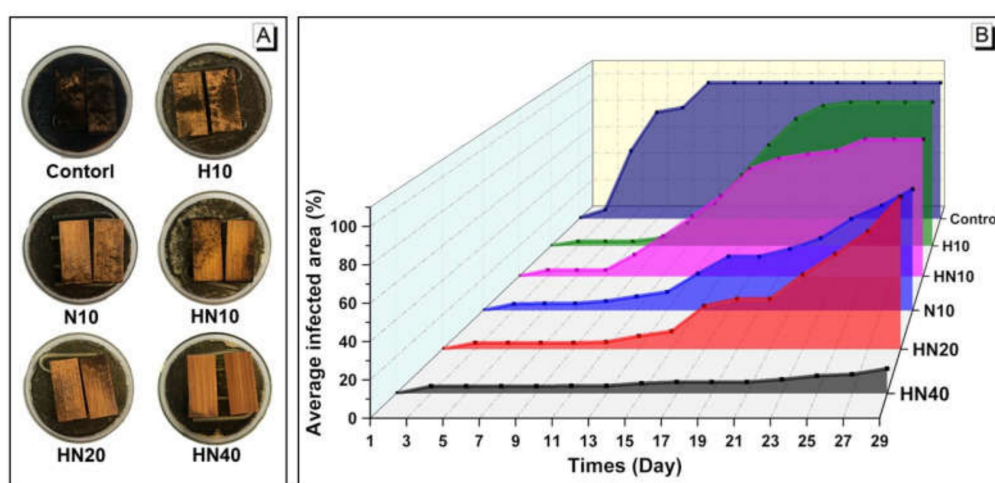 A
Contorl
H10
N10
HN10
HN20
HN40
B
Average infected area (%)
100
80
60
40
20
0
1 3 5 7 9 11 13 15 17 19 21 23 25 27 29
Times (Day)
Control
H10
HN10
N10
HN20
HN40